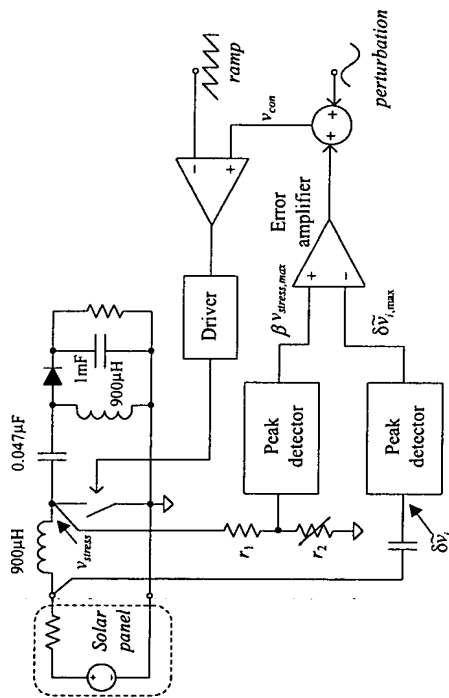 Solar
panel
900µH
v_stress
0.047µF
1mF
900µH
Driver
ramp
v_con
r_1
r_2
Peak
detector
Peak
detector
β v_stress,max
δṽ_i,max
δṽ_i
Error
amplifier
+
−
−
+
+
+
perturbation